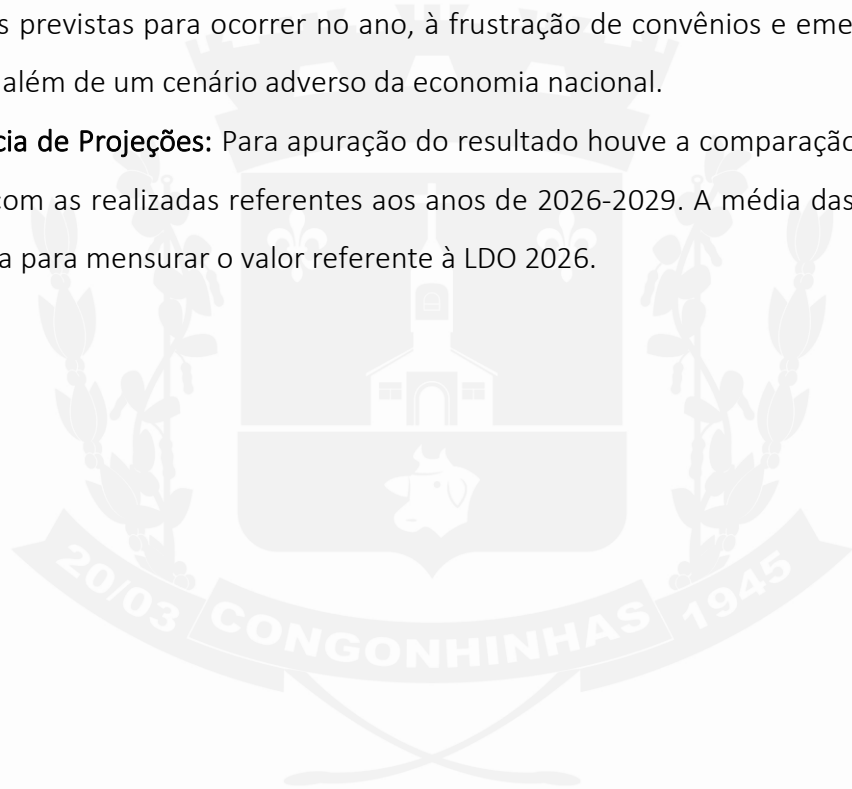 s previstas para ocorrer no ano, à frustração de convênios e eme
além de um cenário adverso da economia nacional.
cia de Projeções: Para apuração do resultado houve a comparação
com as realizadas referentes aos anos de 2026-2029. A média das
a para mensurar o valor referente à LDO 2026.
20/03 CONGONHINHAS 1945